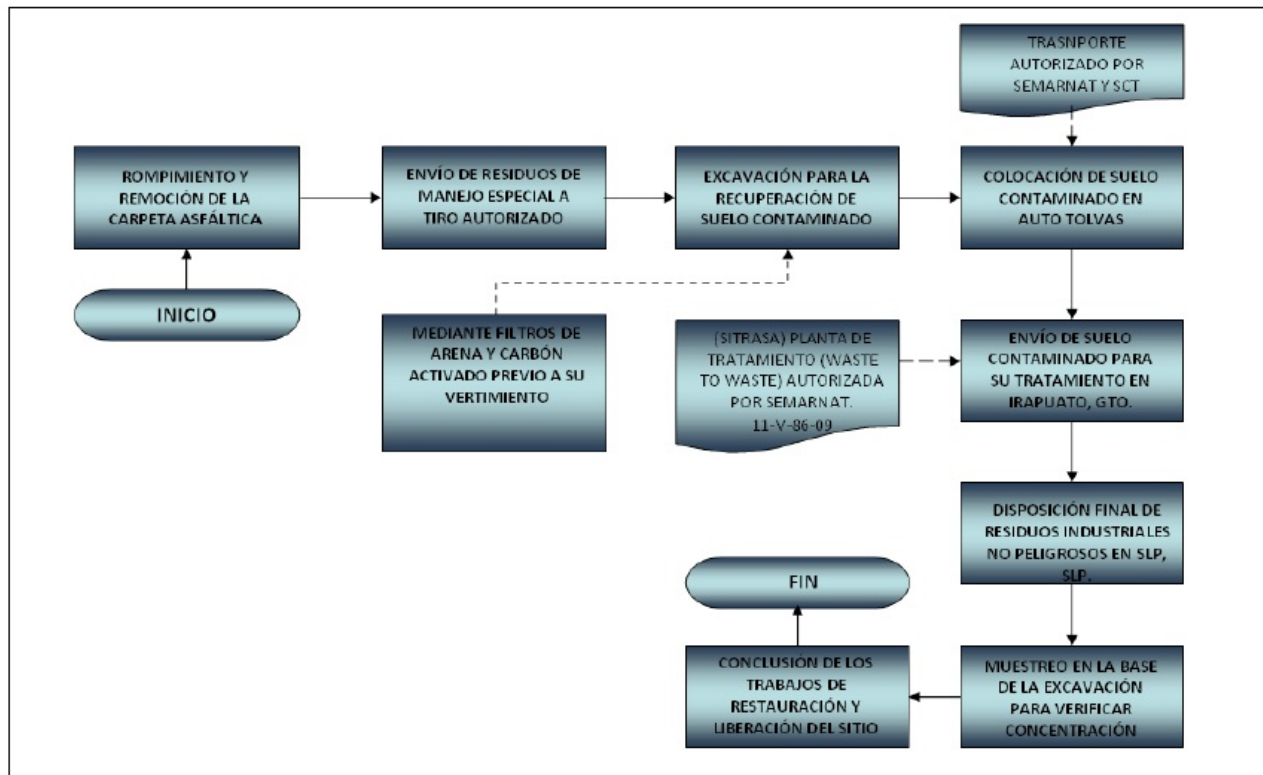 TRASNPORTE
AUTORIZADO POR
SEMARNAT Y SCT
ROMPIMIENTO Y
REMOCIÓN DE LA
CARPETA ASFÁLTICA
ENVÍO DE RESIDUOS DE
MANEJO ESPECIAL A
TIRO AUTORIZADO
EXCAVACIÓN PARA LA
RECUPERACIÓN DE
SUELO CONTAMINADO
COLOCACIÓN DE SUELO
CONTAMINADO EN
AUTO TOLVAS
INICIO
MEDIANTE FILTROS DE
ARENA Y CARBÓN
ACTIVADO PREVIO A SU
VERTIMIENTO
(SITRASA) PLANTA DE
TRATAMIENTO (WASTE
TO WASTE) AUTORIZADA
POR SEMARNAT.
11-V-86-09
ENVÍO DE SUELO
CONTAMINADO PARA
SU TRATAMIENTO EN
IRAPUATO, GTO.
DISPOSICIÓN FINAL DE
RESIDUOS INDUSTRIALES
NO PELIGROSOS EN SLP,
SLP.
FIN
CONCLUSIÓN DE LOS
TRABAJOS DE
RESTAURACIÓN Y
LIBERACIÓN DEL SITIO
MUESTREO EN LA BASE
DE LA EXCAVACIÓN
PARA VERIFICAR
CONCENTRACIÓN